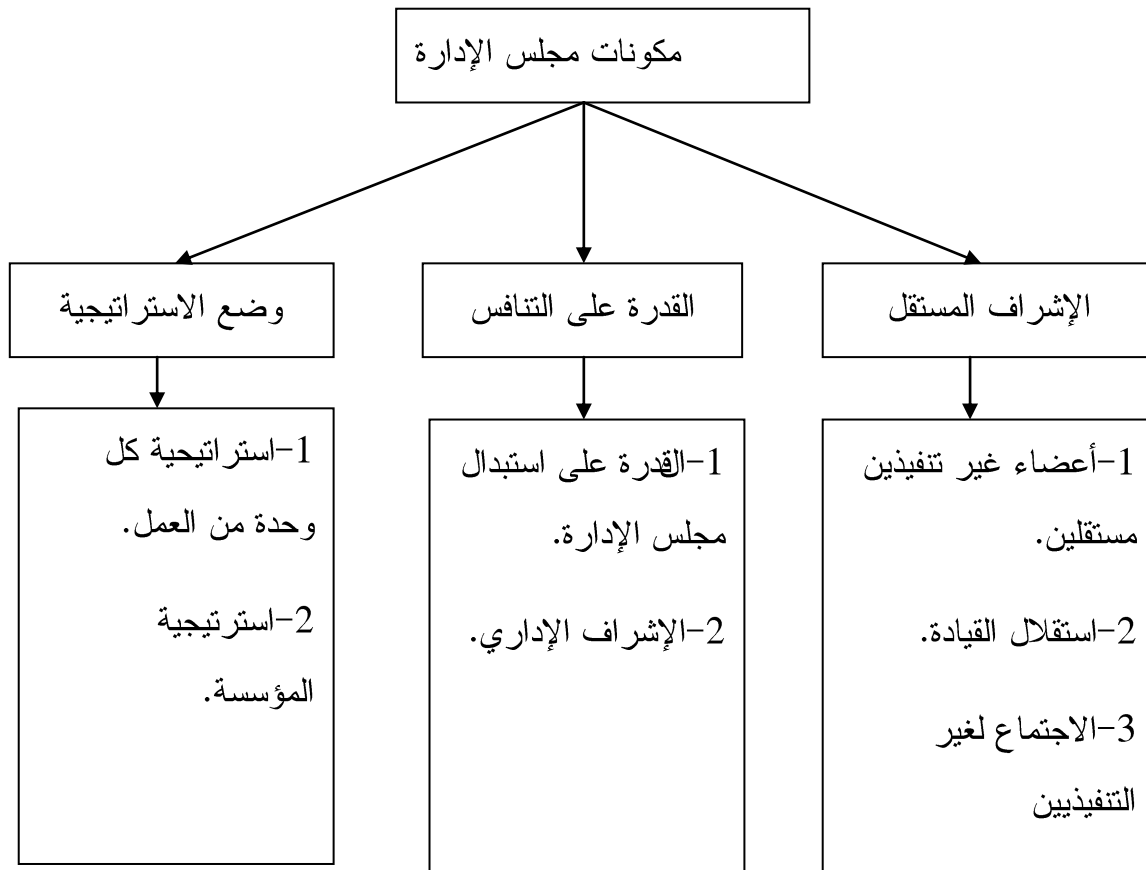 مكونات مجلس الإدارة
الإشراف المستقل
القدرة على التنافس
وضع الاستراتيجية
1-أعضاء غير تنفيذين
مستقلين.
2-استقلال القيادة.
3-الاجتماع لغير
التنفيذيين
1-القدرة على استبدال
مجلس الإدارة.
2-الإشراف الإداري.
1-استراتيحية كل
وحدة من العمل.
2-استرتيجية
المؤسسة.